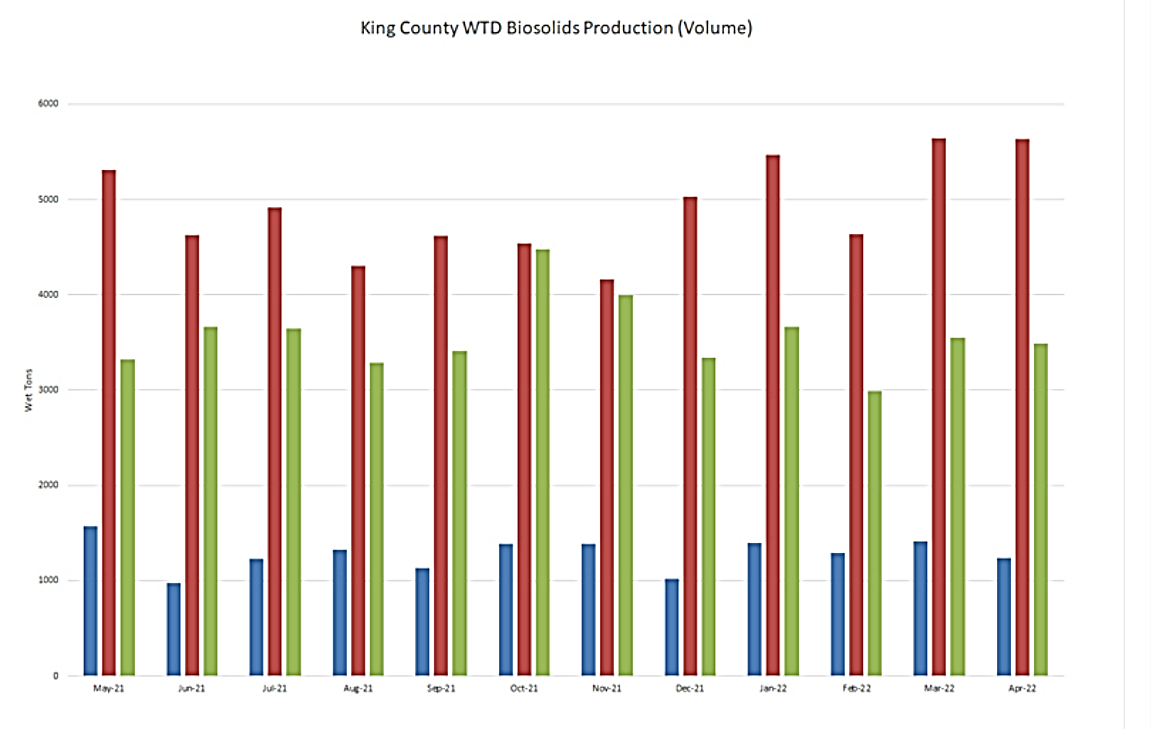 King County WTD Biosolids Production (Volume)
6000
5000
4000
3000
2000
1000
0
Wet Tons
May-21 Jun-21 Jul-21 Aug-21 Sep-21 Oct-21 Nov-21 Dec-21 Jan-22 Feb-22 Mar-22 Apr-22